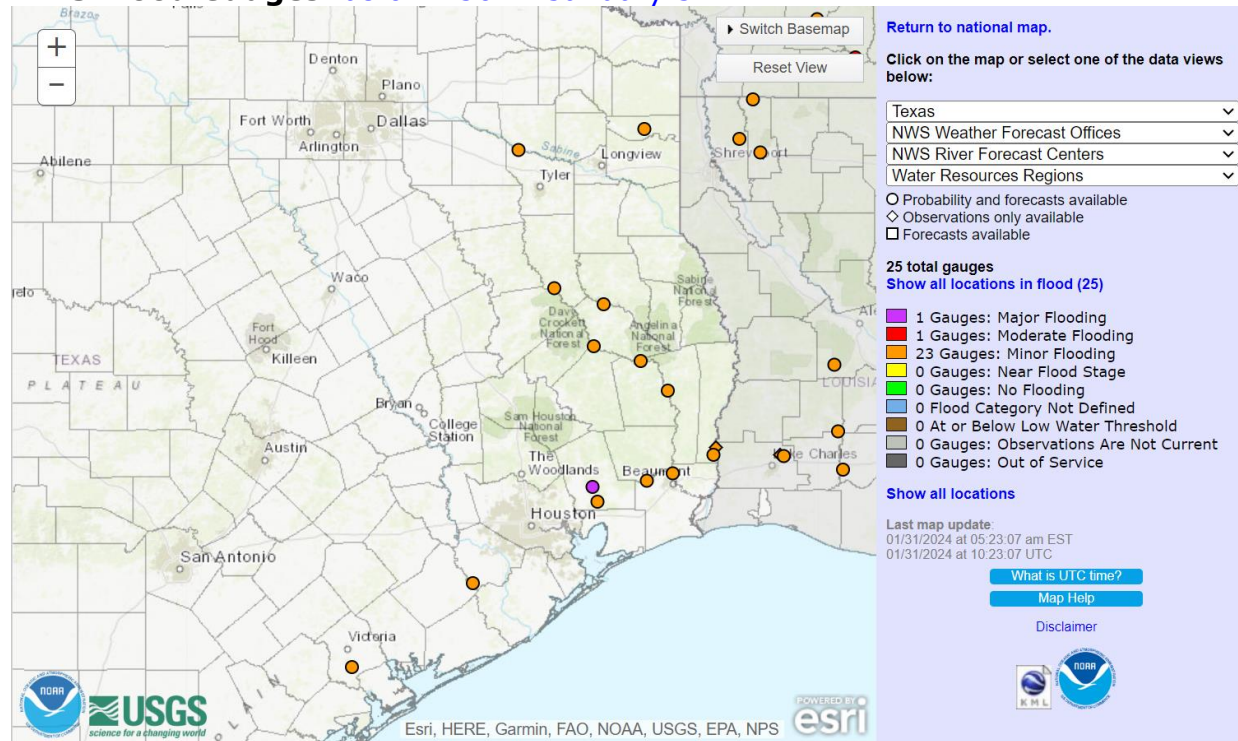 Brazos
Denton
Plano
Fort Worth
Dallas
Arlington
Abilene
Sabine
Longview
Shreveport
Tyler
Waco
Sabine
National
Forest
Davy
Crockett
National
Forest
Angelina
National
Forest
Fort
Hood
Killeen
TEXAS
PLATEAU
Bryan
College
Station
Sam Houston
National
Forest
The
Woodlands
Austin
Beaumont
Lake Charles
Houston
San Antonio
Victoria
NOAA
USGS
science for a changing world
Esri, HERE, Garmin, FAO, NOAA, USGS, EPA, NPS
POWERED BY
esri
+
−
Switch Basemap
Reset View
Return to national map.
Click on the map or select one of the data views
below:
Texas
NWS Weather Forecast Offices
NWS River Forecast Centers
Water Resources Regions
Probability and forecasts available
Observations only available
Forecasts available
25 total gauges
Show all locations in flood (25)
1 Gauges: Major Flooding
1 Gauges: Moderate Flooding
23 Gauges: Minor Flooding
0 Gauges: Near Flood Stage
0 Gauges: No Flooding
0 Flood Category Not Defined
0 At or Below Low Water Threshold
0 Gauges: Observations Are Not Current
0 Gauges: Out of Service
Show all locations
Last map update:
01/31/2024 at 05:23:07 am EST
01/31/2024 at 10:23:07 UTC
What is UTC time?
Map Help
Disclaimer
KML
NOAA